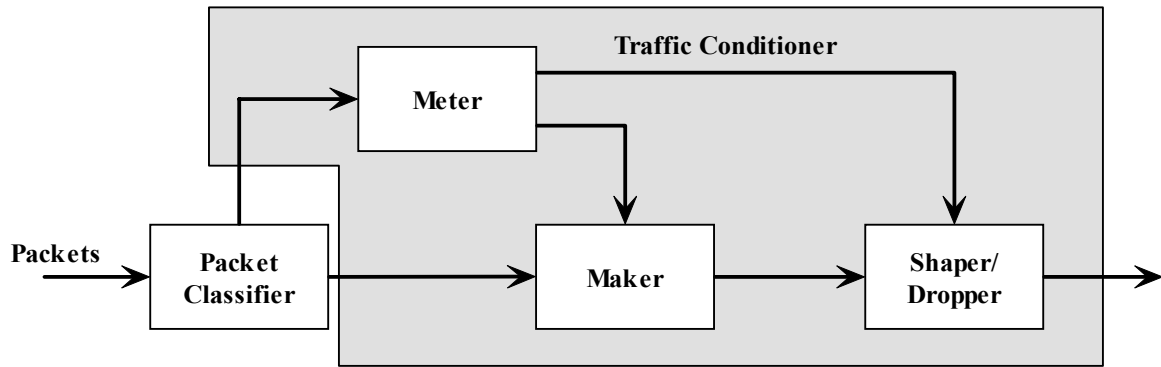 Traffic Conditioner
Meter
Packets
Packet
Classifier
Maker
Shaper/
Dropper